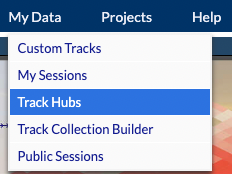 My Data Projects Help
Custom Tracks
My Sessions
Track Hubs
Track Collection Builder
Public Sessions